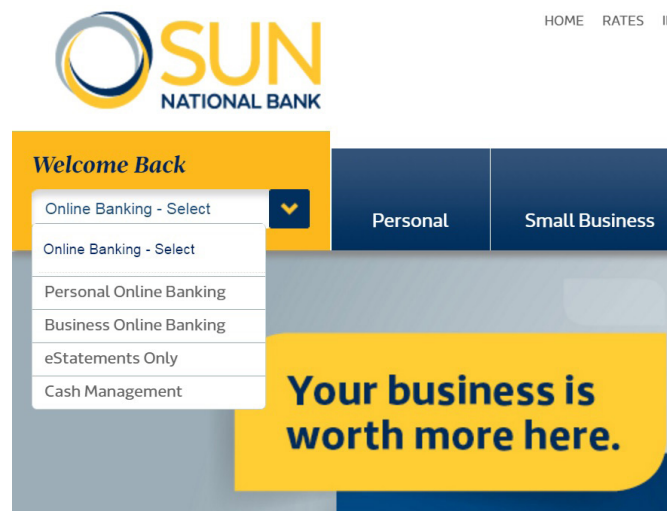 SUN
NATIONAL BANK
HOME RATES
Welcome Back
Online Banking - Select
Online Banking - Select
Personal Online Banking
Business Online Banking
eStatements Only
Cash Management
Personal
Small Business
Your business is
worth more here.